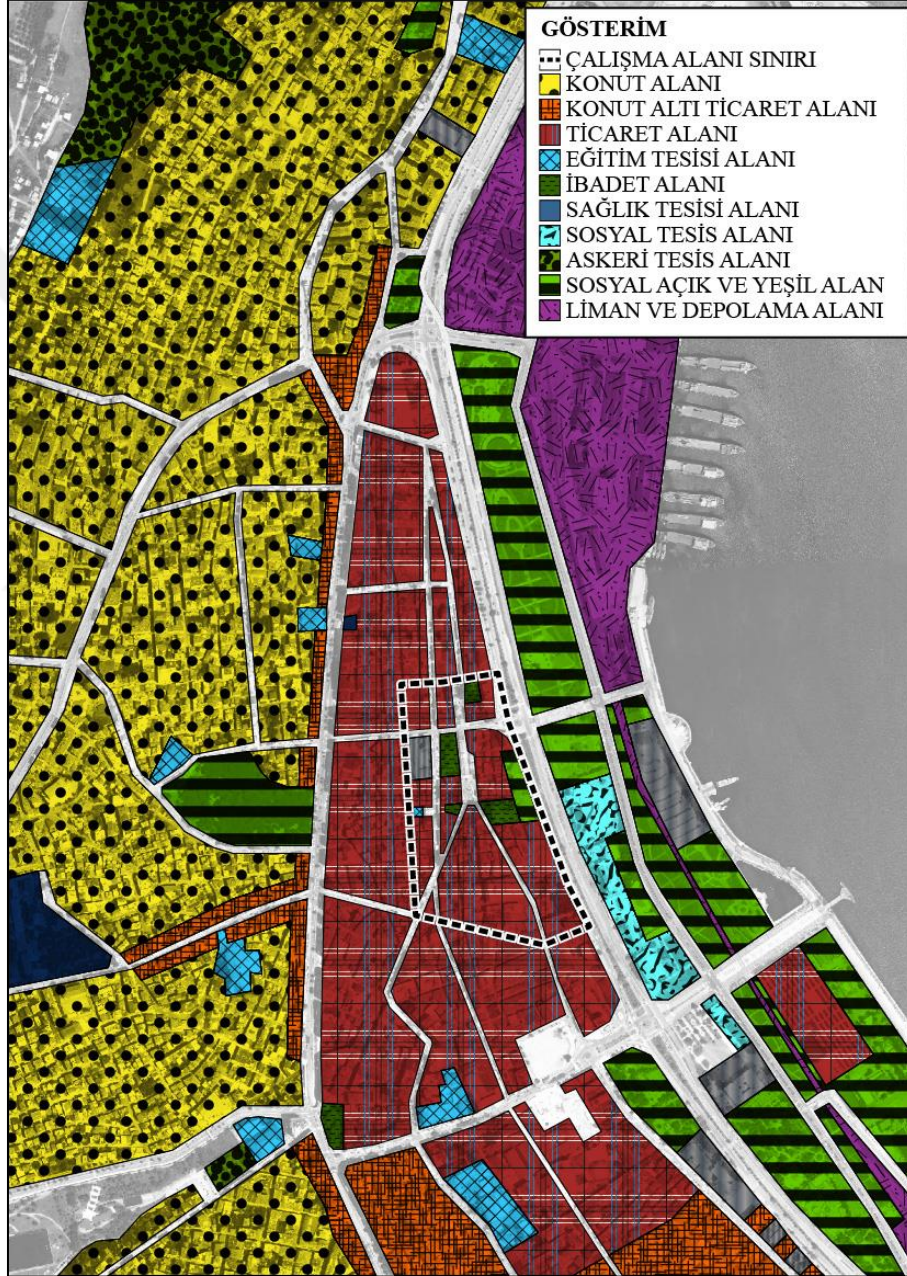 GÖSTERİM
ÇALIŞMA ALANI SINIRI
KONUT ALANI
KONUT ALTI TİCARET ALANI
TİCARET ALANI
EĞİTİM TESİSİ ALANI
İBADET ALANI
SAĞLIK TESİSİ ALANI
SOSYAL TESİS ALANI
ASKERİ TESİS ALANI
SOSYAL AÇIK VE YEŞİL ALAN
LİMAN VE DEPOLAMA ALANI